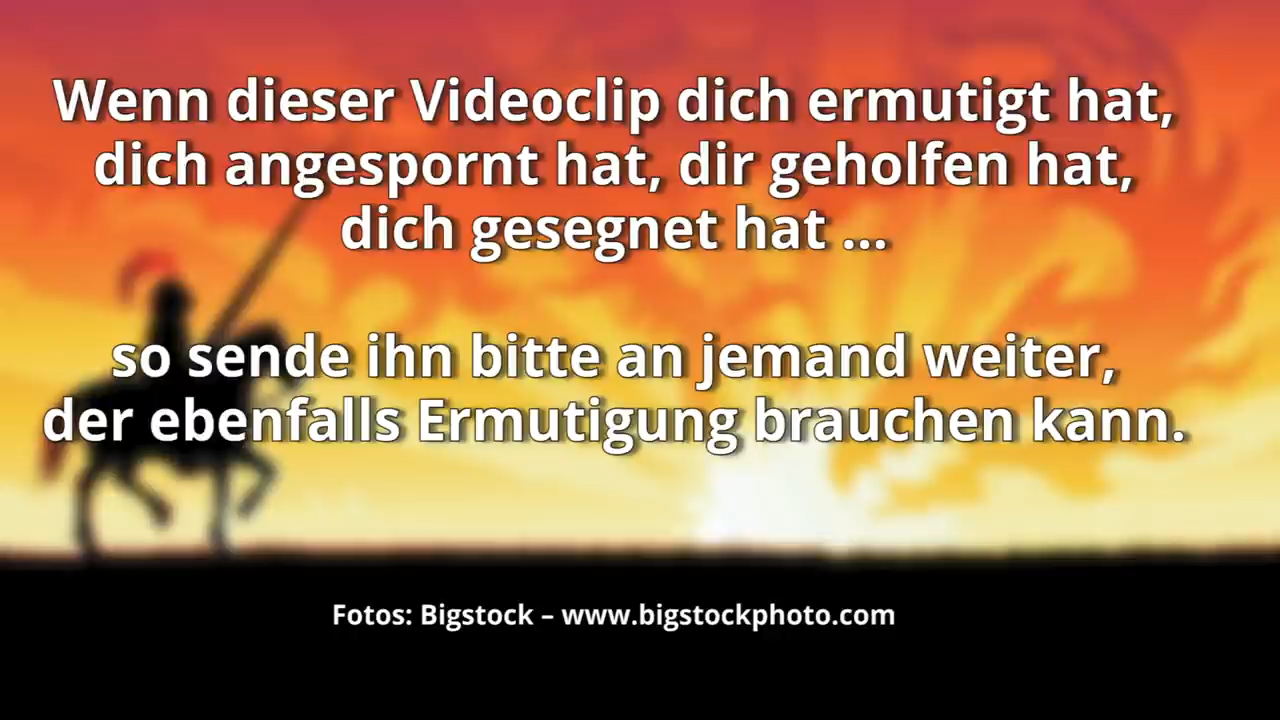 Wenn dieser Videoclip dich ermutigt hat,
dich angespornt hat, dir geholfen hat,
dich gesegnet hat ...
so sende ihn bitte an jemand weiter,
der ebenfalls Ermutigung brauchen kann.
Fotos: Bigstock – www.bigstockphoto.com